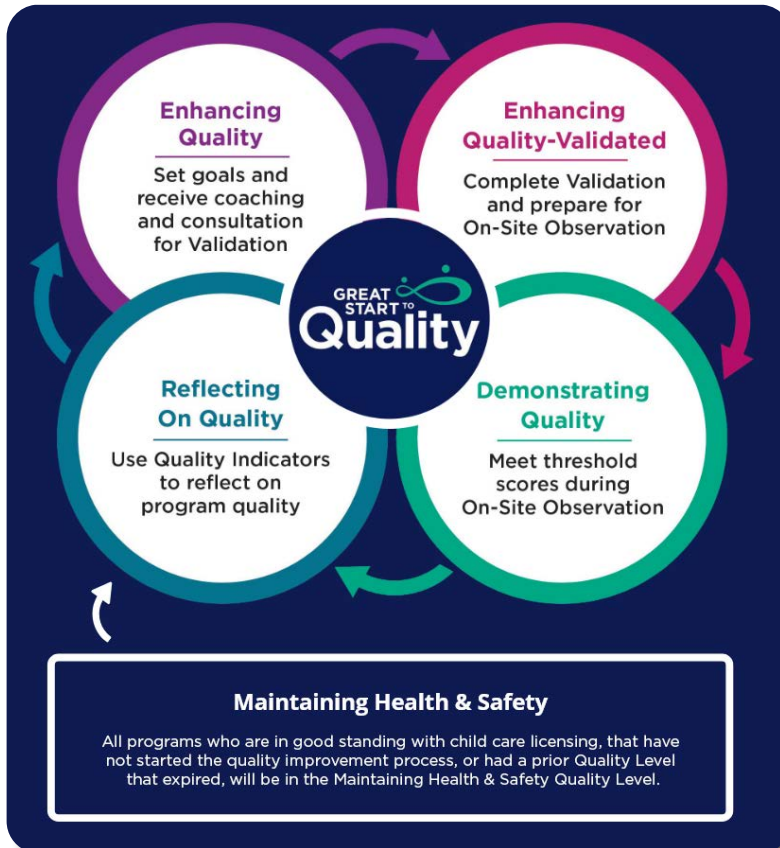 Enhancing
Quality
Set goals and
receive coaching
and consultation
for Validation
Enhancing
Quality-Validated
Complete Validation
and prepare for
On-Site Observation
GREAT
START TO
Quality
Reflecting
On Quality
Use Quality Indicators
to reflect on
program quality
Demonstrating
Quality
Meet threshold
scores during
On-Site Observation
Maintaining Health & Safety
All programs who are in good standing with child care licensing, that have
not started the quality improvement process, or had a prior Quality Level
that expired, will be in the Maintaining Health & Safety Quality Level.